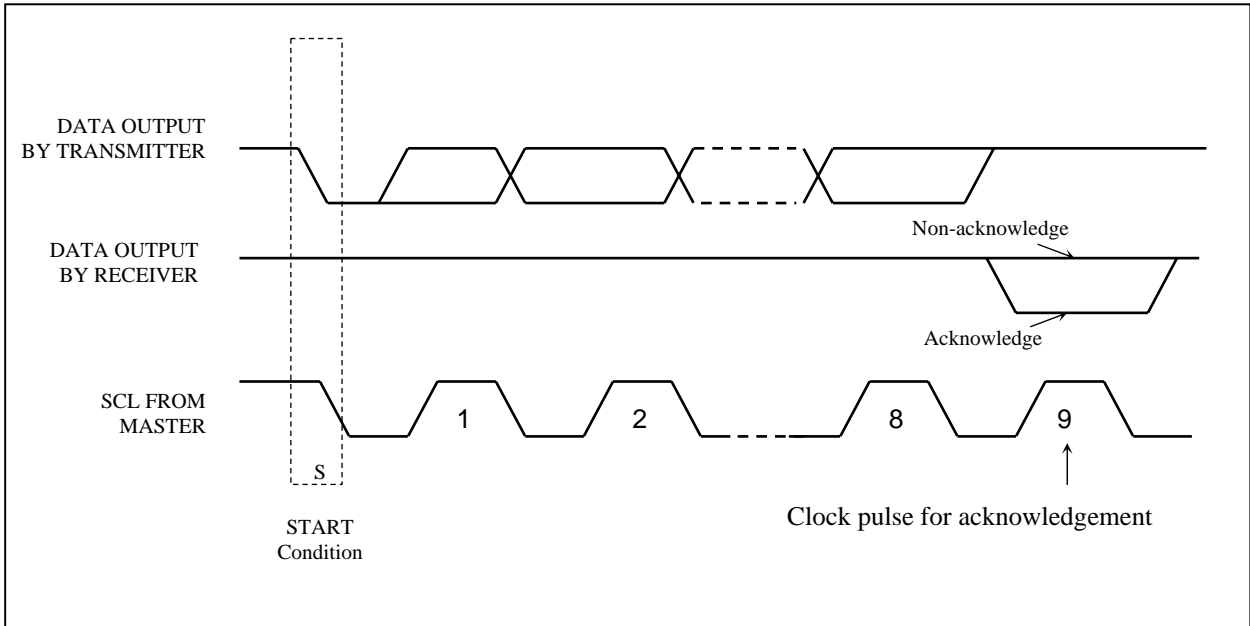 DATA OUTPUT
BY TRANSMITTER
Non-acknowledge
DATA OUTPUT
BY RECEIVER
Acknowledge
SCL FROM
MASTER
1
2
8
9
S
START
Condition
Clock pulse for acknowledgement